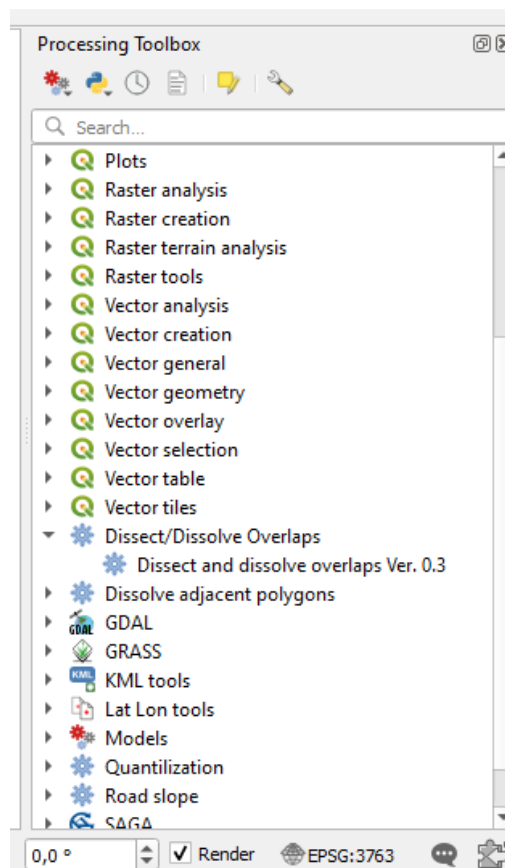 Processing Toolbox
Search...
Plots
Raster analysis
Raster creation
Raster terrain analysis
Raster tools
Vector analysis
Vector creation
Vector general
Vector geometry
Vector overlay
Vector selection
Vector table
Vector tiles
Dissect/Dissolve Overlaps
Dissect and dissolve overlaps Ver. 0.3
Dissolve adjacent polygons
GDAL GDAL
GRASS
KML KML tools
Lat Lon tools
Models
Quantilization
Road slope
SAGA
0,0 ° Render EPSG:3763